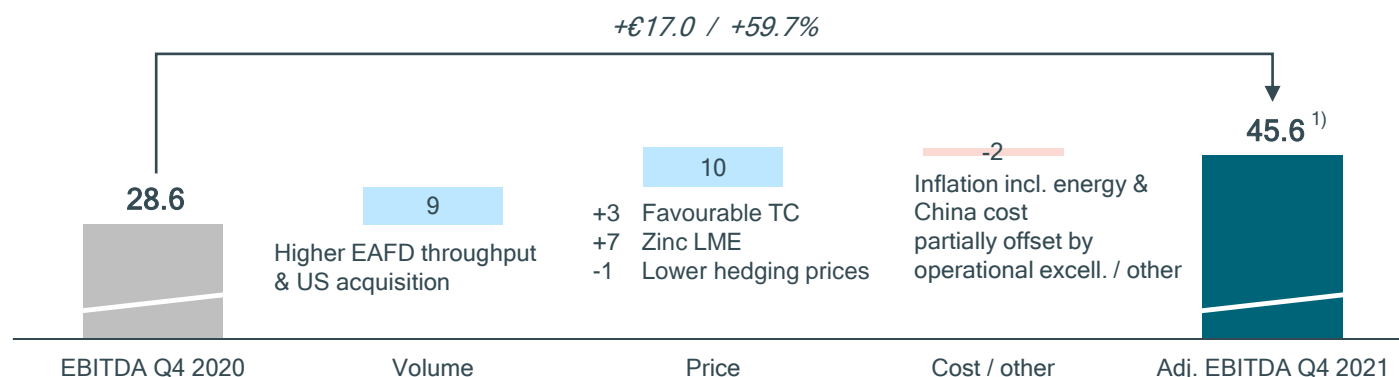 +€17.0 / +59.7%
28.6
9
Higher EAFD throughput
& US acquisition
10
+3 Favourable TC
+7 Zinc LME
-1 Lower hedging prices
-2
Inflation incl. energy &
China cost
partially offset by
operational excell. / other
45.6 1)
EBITDA Q4 2020
Volume
Price
Cost / other
Adj. EBITDA Q4 2021